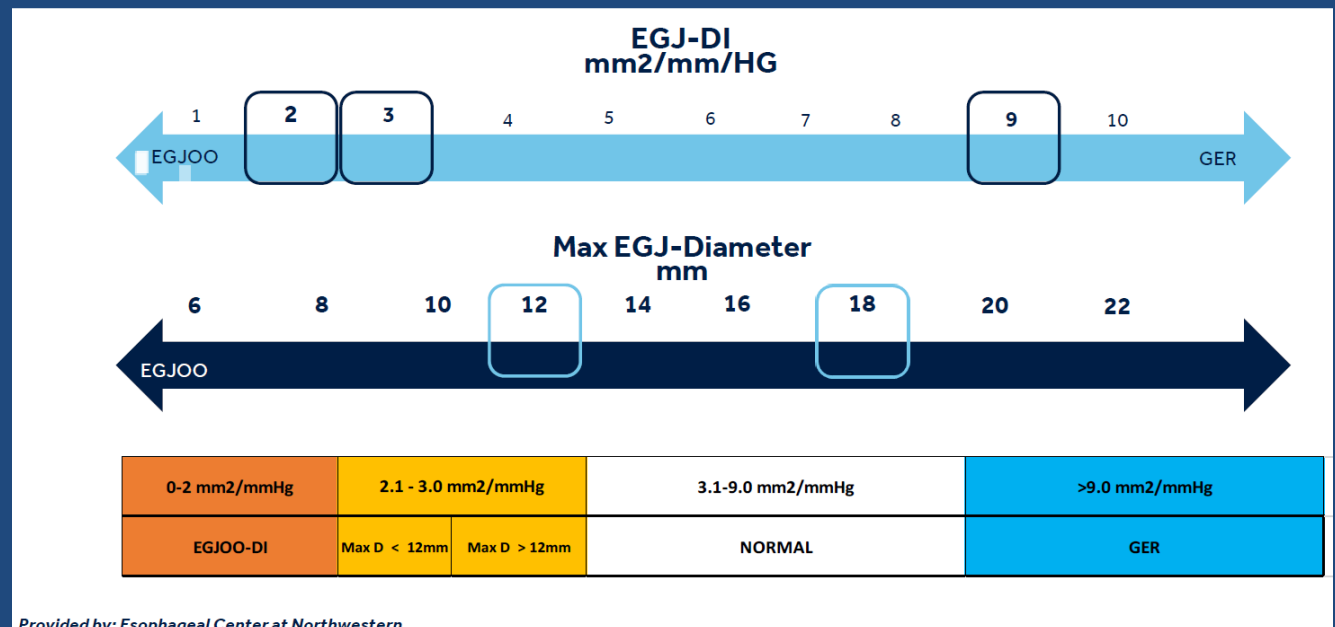 EGJ-DI
mm2/mm/HG
1 2 3 4 5 6 7 8 9 10
EGJOO GER
Max EGJ-Diameter
mm
6 8 10 12 14 16 18 20 22
EGJOO
0-2 mm2/mmHg 2.1 - 3.0 mm2/mmHg 3.1-9.0 mm2/mmHg >9.0 mm2/mmHg
EGJOO-DI Max D < 12mm Max D > 12mm NORMAL GER
Provided by: Esophageal Center at Northwestern